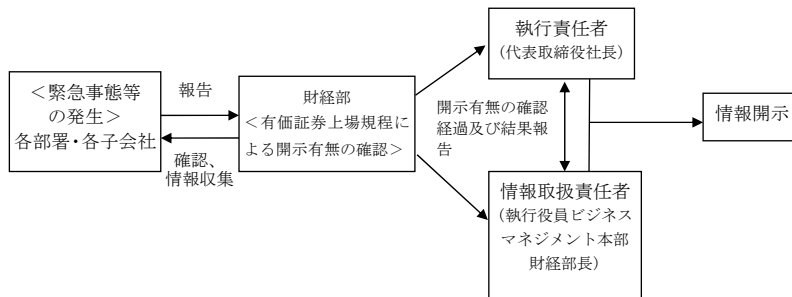 ＜緊急事態等
の発生＞
各部署・各子会社
報告
確認、
情報収集
財経部
＜有価証券上場規程に
よる開示有無の確認＞
執行責任者
（代表取締役社長）
開示有無の確認
経過及び結果報
告
情報取扱責任者
（執行役員ビジネス
マネジメント本部
財経部長）
情報開示